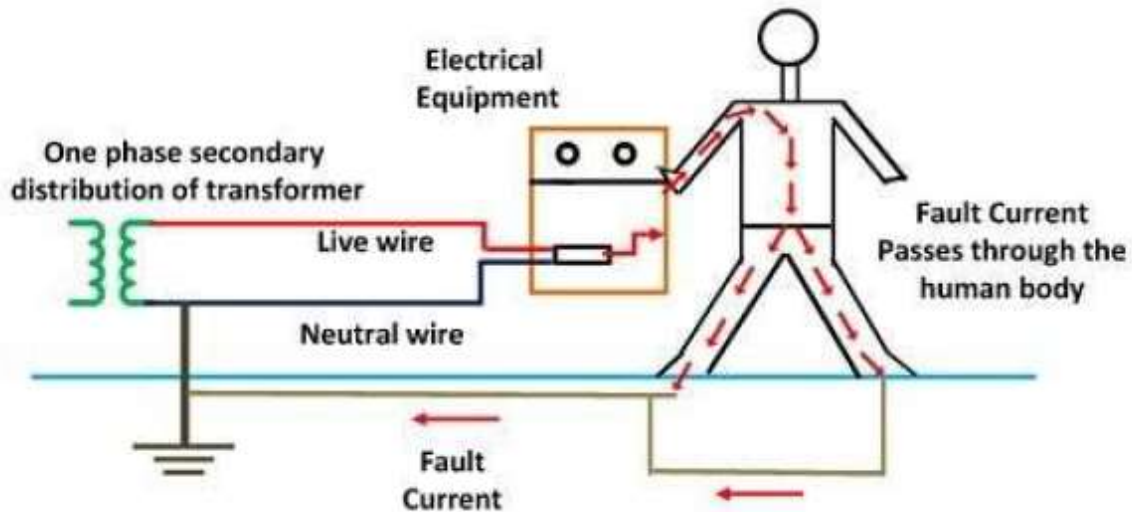 Electrical
Equipment
One phase secondary
distribution of transformer
Live wire
Fault Current
Passes through the
human body
Neutral wire
Fault
Current